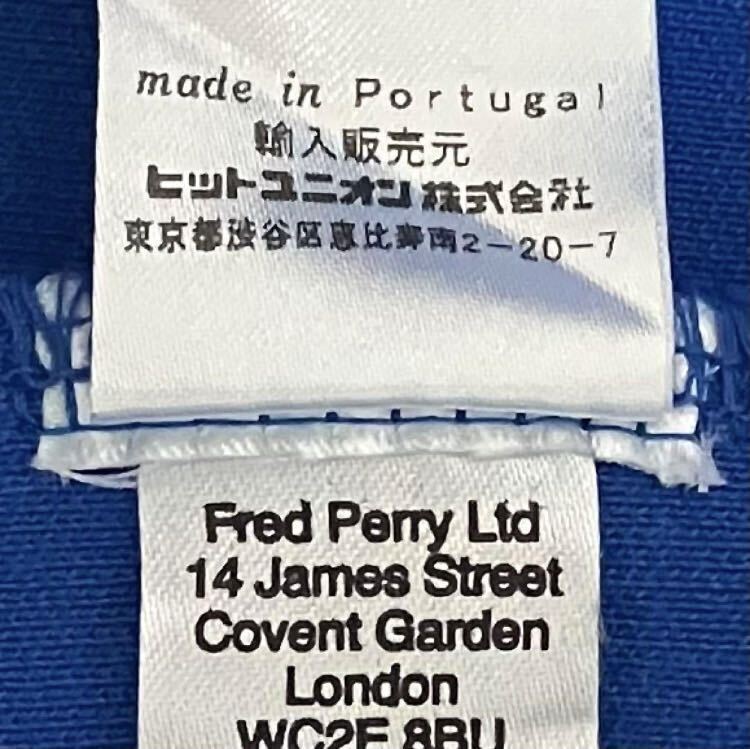 made in Portugal
輸入販売元
ヒットユニオン株式会社
東京都渋谷区恵比寿南2-20-7
Fred Perry Ltd
14 James Street
Covent Garden
London
WC2E 8BU